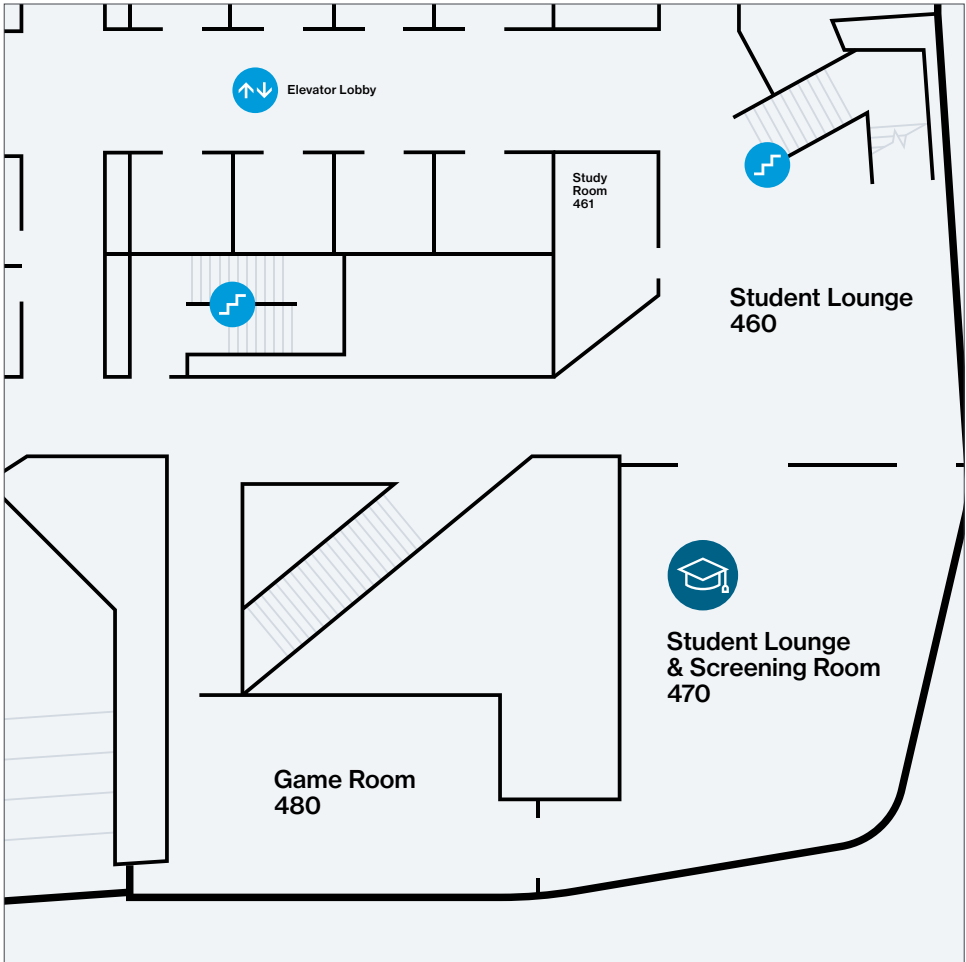 Elevator Lobby
Study
Room
461
Student Lounge
460
Student Lounge
& Screening Room
470
Game Room
480